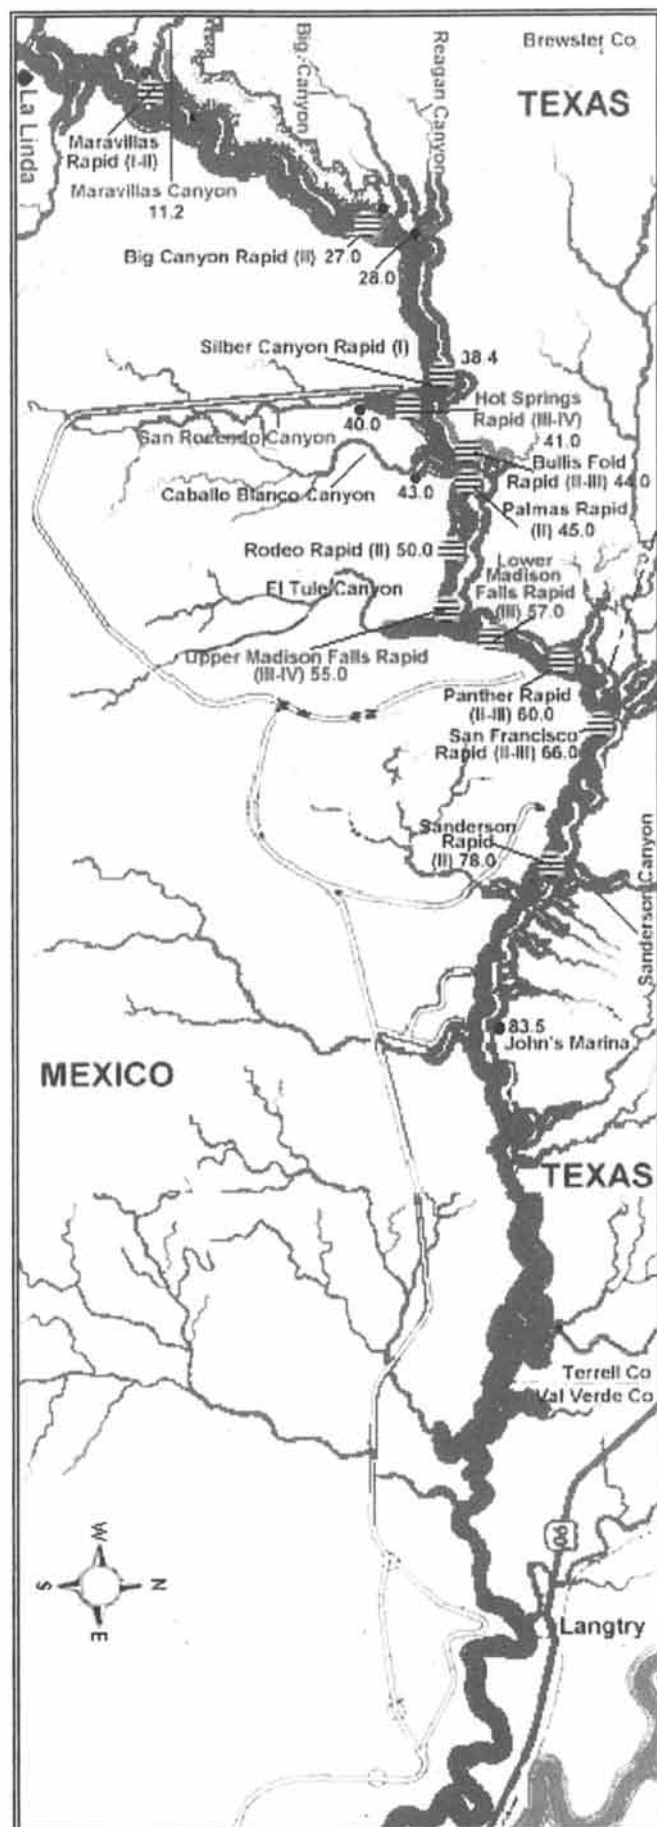 Brewster Co
TEXAS
Big Canyon
Reagan Canyon
La Linda
Maravillas
Rapid (I-II)
Maravillas Canyon
11.2
Big Canyon Rapid (II) 27.0
28.0
Silber Canyon Rapid (I)
38.4
Hot Springs
Rapid (III-IV)
41.0
40.0
San Rocendo Canyon
Bullis Fold
Rapid (II-III) 44.0
Caballo Blanco Canyon
43.0
Palmas Rapid
(II) 45.0
Rodeo Rapid (II) 50.0
Lower
Madison
Falls Rapid
(III) 57.0
El Tule Canyon
Upper Madison Falls Rapid
(III-IV) 55.0
Panther Rapid
(II-III) 60.0
San Francisco
Rapid (II-III) 66.0
Sanderson
Rapid
(II) 78.0
Sanderson Canyon
83.5
John's Marina
MEXICO
TEXAS
Terrell Co
Val Verde Co
90
W
S
N
E
Langtry